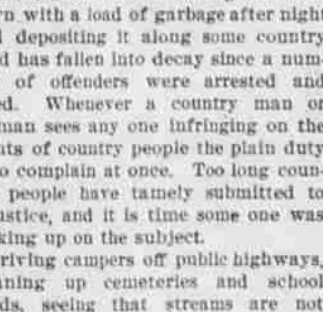 rn with a load of garbage after night
depositing it along some country
d has fallen into decay since a num-
of offenders were arrested and
ed. Whenever a country man or
man sees any one infringing on the
nts of country people the plain duty
o complain at once. Too long coun-
people have tamely submitted to
ustice, and it is time some one was
king up on the subject.
riving campers off public highways,
aning up cemeteries and school
ds, seeing that streams are not